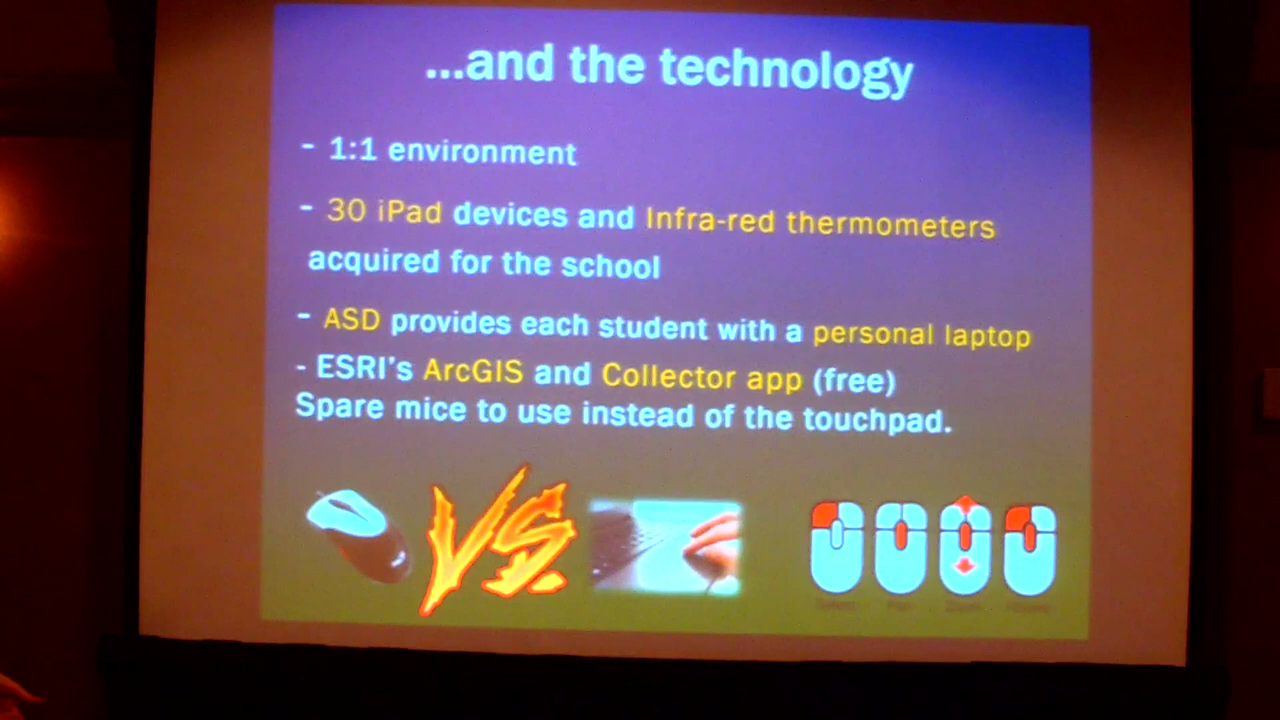 ...and the technology
- 1:1 environment
- 30 iPad devices and Infra-red thermometers
acquired for the school
- ASD provides each student with a personal laptop
- ESRI's ArcGIS and Collector app (free)
Spare mice to use instead of the touchpad.
VS.